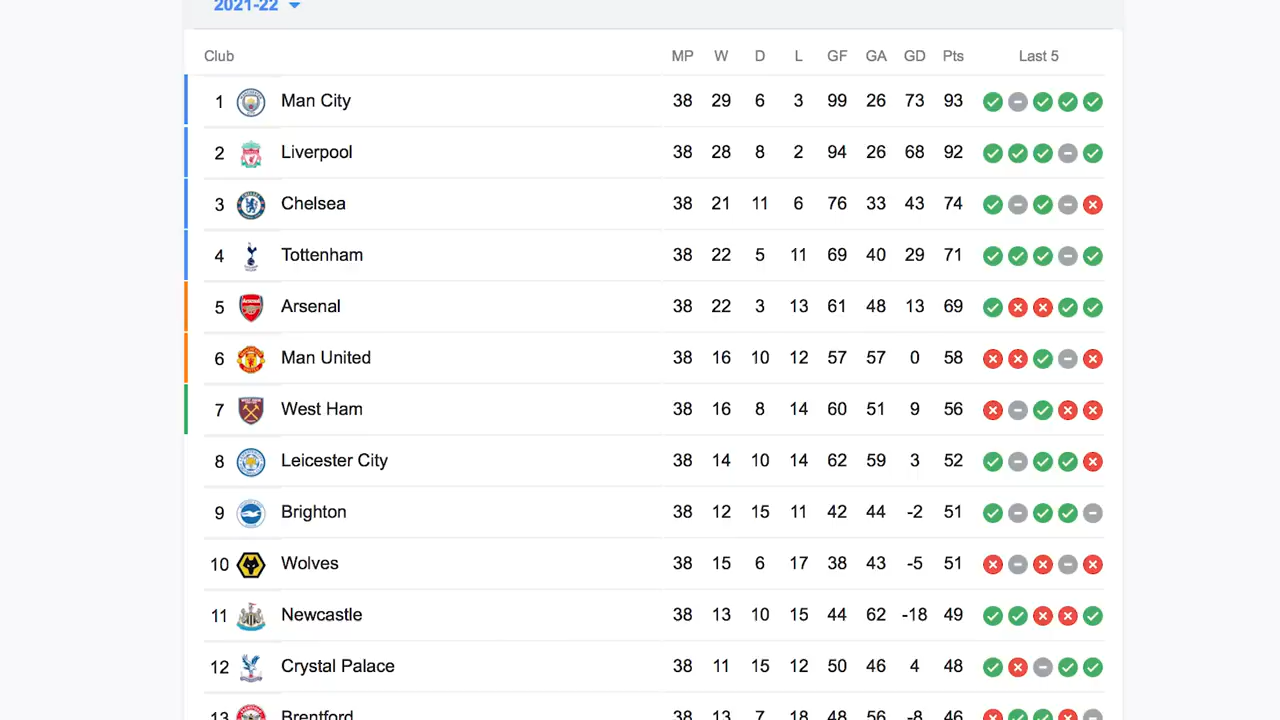 2021-22
Club MP W D L GF GA GD Pts Last 5
1 Man City 38 29 6 3 99 26 73 93
2 Liverpool 38 28 8 2 94 26 68 92
3 Chelsea 38 21 11 6 76 33 43 74
4 Tottenham 38 22 5 11 69 40 29 71
5 Arsenal 38 22 3 13 61 48 13 69
6 Man United 38 16 10 12 57 57 0 58
7 West Ham 38 16 8 14 60 51 9 56
8 Leicester City 38 14 10 14 62 59 3 52
9 Brighton 38 12 15 11 42 44 -2 51
10 Wolves 38 15 6 17 38 43 -5 51
11 Newcastle 38 13 10 15 44 62 -18 49
12 Crystal Palace 38 11 15 12 50 46 4 48
13 Brentford 38 13 7 18 48 56 -8 46